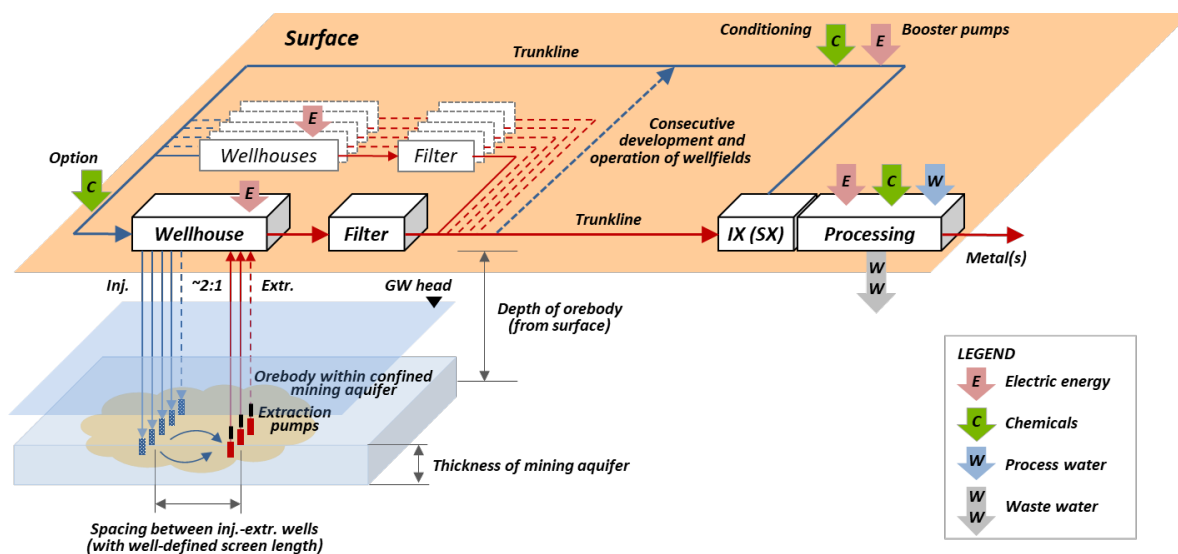 Surface
Conditioning
C
E
Booster pumps
Trunkline
E
Wellhouses
Filter
Consecutive
development and
operation of wellfields
Option
C
E
E
C
W
Wellhouse
Filter
Trunkline
IX (SX)
Processing
Metal(s)
W
W
Inj.
~2:1
Extr.
GW head
Depth of orebody
(from surface)
Orebody within confined
mining aquifer
Extraction
pumps
Thickness of mining aquifer
Spacing between inj.-extr. wells
(with well-defined screen length)
LEGEND
E
Electric energy
C
Chemicals
W
Process water
W
W
Waste water